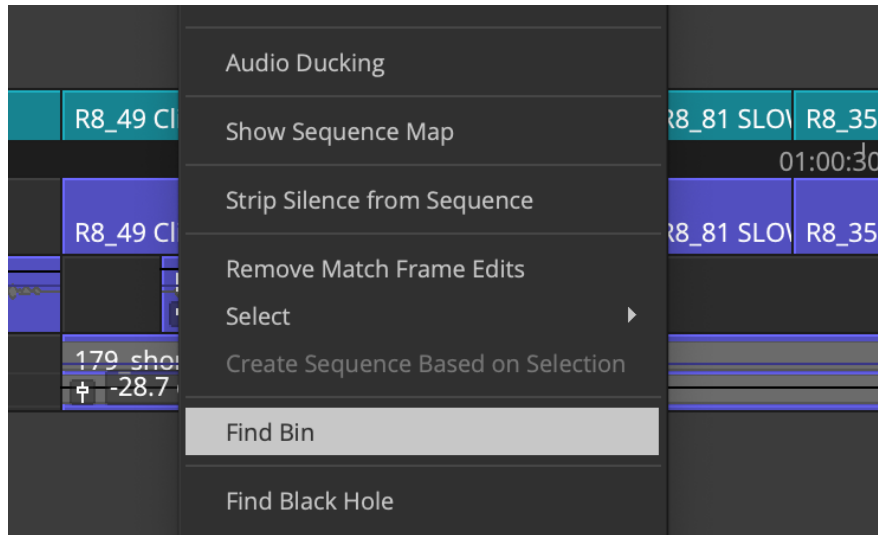 Audio Ducking
R8_49 Cl
Show Sequence Map
R8_81 SLO
R8_35
01:00:30
Strip Silence from Sequence
R8_49 Cl
R8_81 SLO
R8_35
Remove Match Frame Edits
Select
179_sho
Create Sequence Based on Selection
-28.7
Find Bin
Find Black Hole